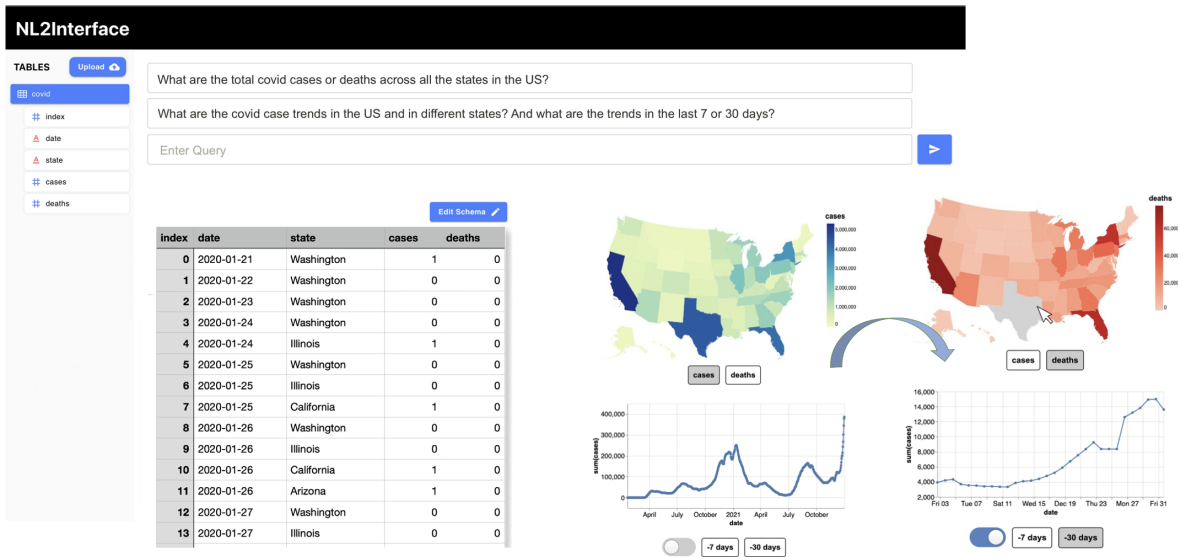 NL2Interface
TABLES
Upload
covid
# index
A date
A state
# cases
# deaths
What are the total covid cases or deaths across all the states in the US?
What are the covid case trends in the US and in different states? And what are the trends in the last 7 or 30 days?
Enter Query
Edit Schema
index date state cases deaths
0 2020-01-21 Washington 1 0
1 2020-01-22 Washington 0 0
2 2020-01-23 Washington 0 0
3 2020-01-24 Washington 0 0
4 2020-01-24 Illinois 1 0
5 2020-01-25 Washington 0 0
6 2020-01-25 Illinois 0 0
7 2020-01-25 California 1 0
8 2020-01-26 Washington 0 0
9 2020-01-26 Illinois 0 0
10 2020-01-26 California 1 0
11 2020-01-26 Arizona 1 0
12 2020-01-27 Washington 0 0
13 2020-01-27 Illinois 0 0
cases
5,000,000
4,000,000
3,000,000
2,000,000
1,000,000
0
cases deaths
deaths
60,000
40,000
20,000
0
cases deaths
sum(cases)
400,000
300,000
200,000
100,000
0
April July October 2021 April July October
date
-7 days -30 days
sum(cases)
16,000
14,000
12,000
10,000
8,000
6,000
4,000
2,000
Fri 03 Tue 07 Sat 11 Wed 15 Dec 19 Thu 23 Mon 27 Fri 31
date
-7 days -30 days